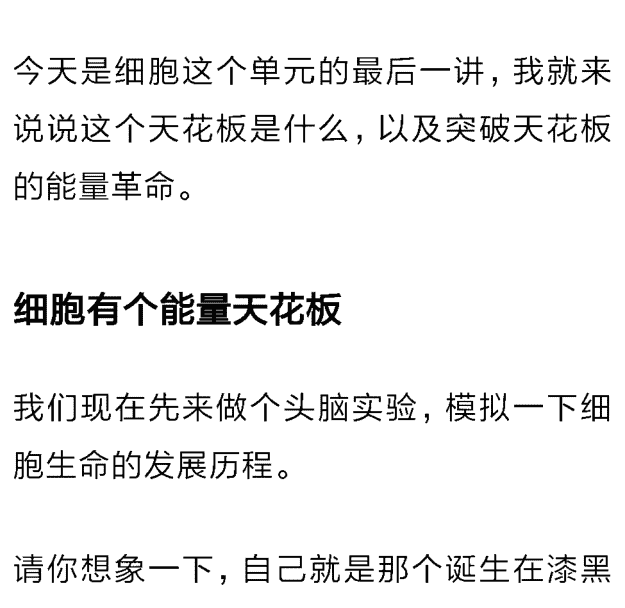 今天是细胞这个单元的最后一讲，我就来
说说这个天花板是什么，以及突破天花板
的能量革命。
细胞有个能量天花板
我们现在先来做个头脑实验，模拟一下细
胞生命的发展历程。
请你想象一下，自己就是那个诞生在漆黑